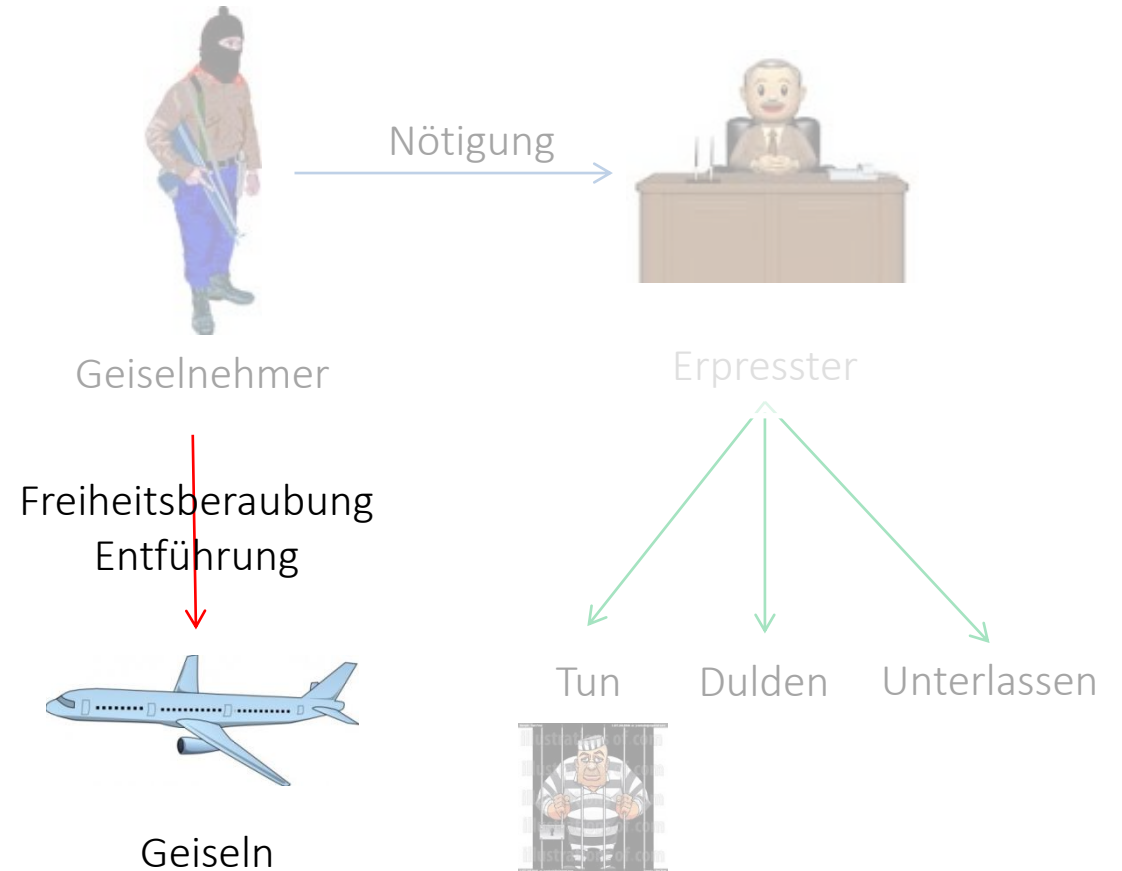 Nötigung
Geiselnehmer
Erpresster
Freiheitsberaubung
Entführung
Tun
Dulden
Unterlassen
Geiseln